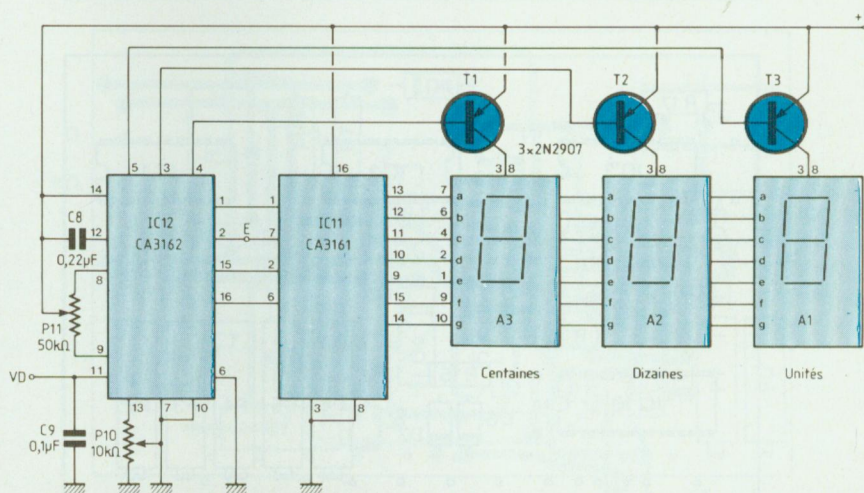 +
T1
T2
T3
3x2N2907
5 3 4
16
3 8
3 8
3 8
14
C8
12
0,22µF
8
P11
50kΩ
9
VD
11
C9
0,1µF
IC12
CA3162
1
2
15
16
6
13 7 10
P10
10kΩ
E
1
7
2
6
IC11
CA3161
3 8
13 7
12 6
11 4
10 2
9 1
15 9
14 10
a
b
c
d
e
f
g
A3
a
b
c
d
e
f
g
A2
a
b
c
d
e
f
g
A1
Centaines
Dizaines
Unités